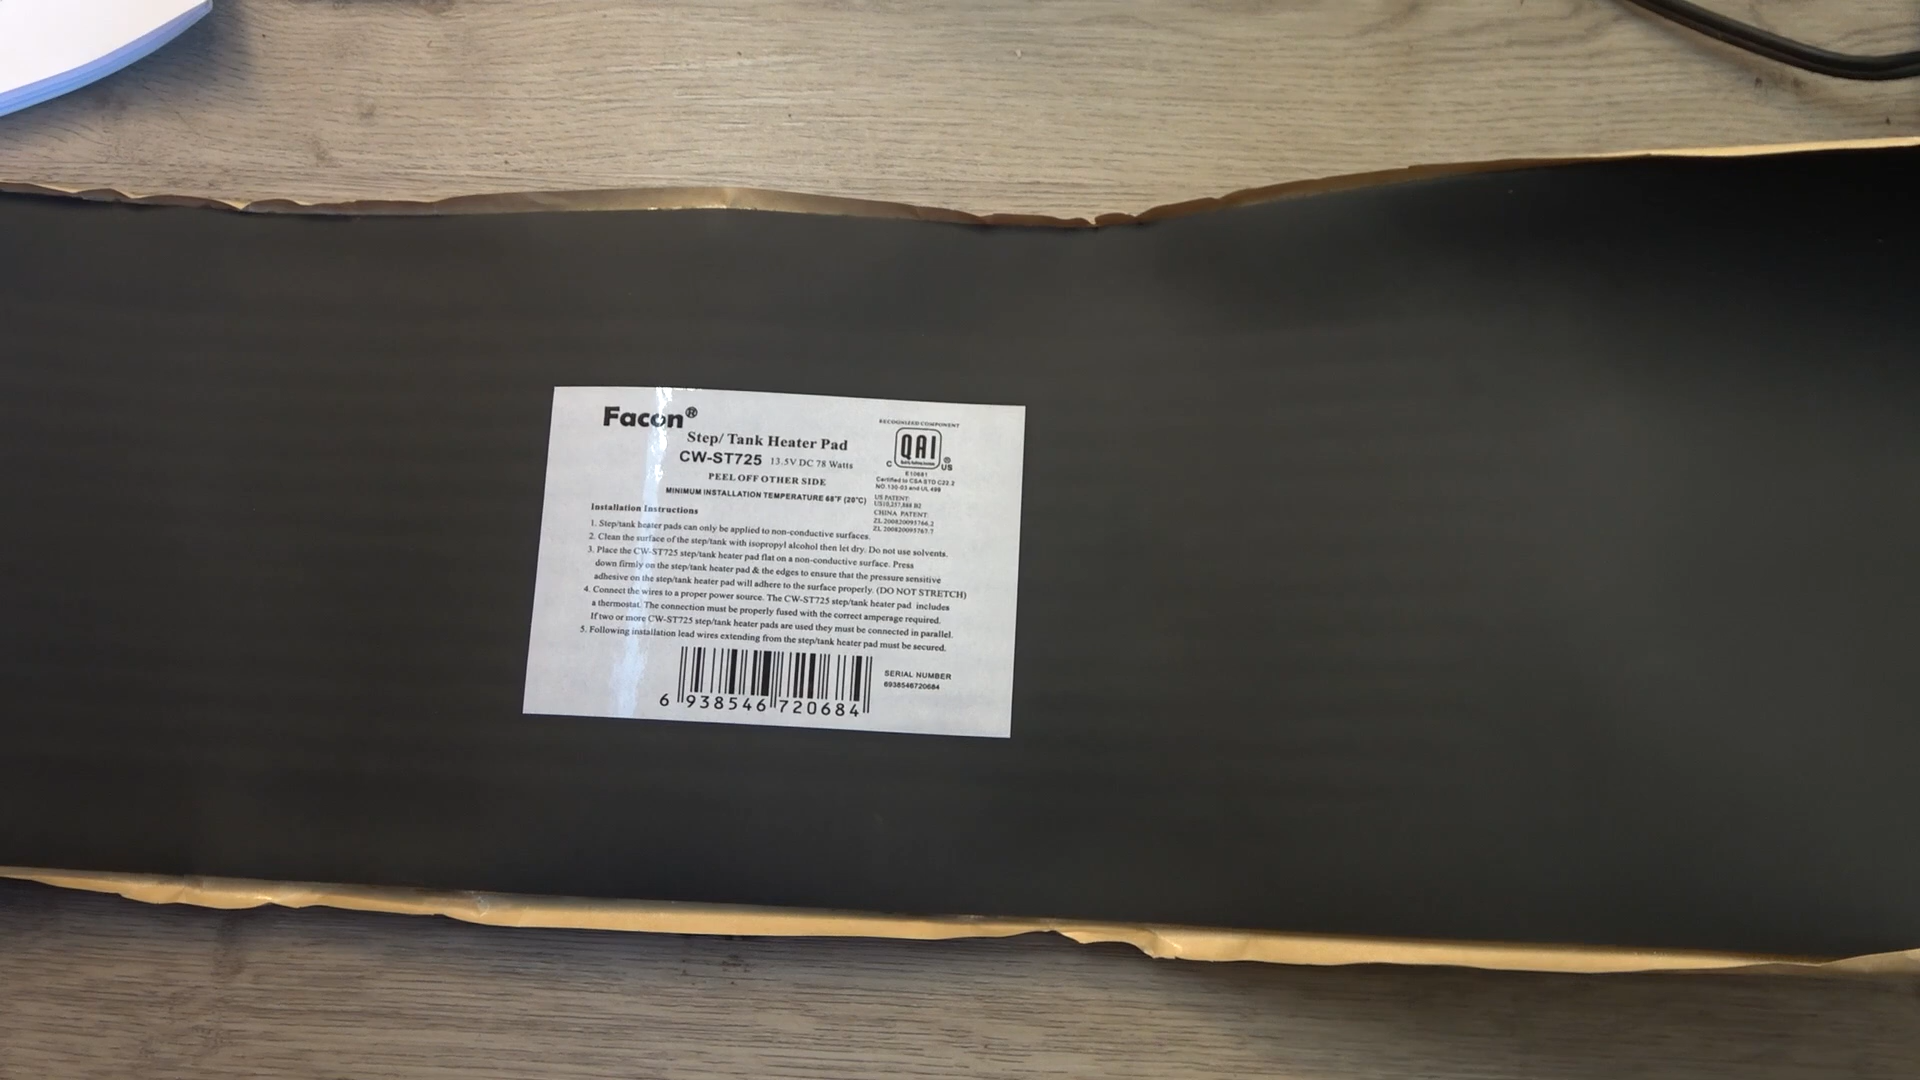 Facon®
Step/ Tank Heater Pad
CW-ST725 13.5V DC 78 Watts
PEEL OFF OTHER SIDE
MINIMUM INSTALLATION TEMPERATURE 68°F (20°C)
RECOGNIZED COMPONENT
QAI
C US ®
E10681
Certified to CSA STD C22.2
NO.130-03 and UL 499
US PATENT:
CHINA PATENT:
ZL 200820095766.2
ZL 200820095767.7
Installation Instructions
1. Step/tank heater pads can only be applied to non-conductive surfaces.
2. Clean the surface of the step/tank with isopropyl alcohol then let dry. Do not use solvents.
3. Place the CW-ST725 step/tank heater pad flat on a non-conductive surface. Press
down firmly on the step/tank heater pad & the edges to ensure that the pressure sensitive
adhesive on the step/tank heater pad will adhere to the surface properly. (DO NOT STRETCH)
4. Connect the wires to a proper power source. The CW-ST725 step/tank heater pad includes
a thermostat. The connection must be properly fused with the correct amperage required.
If two or more CW-ST725 step/tank heater pads are used they must be connected in parallel.
5. Following installation lead wires extending from the step/tank heater pad must be secured.
6 938546 720684
SERIAL NUMBER
6938546720684